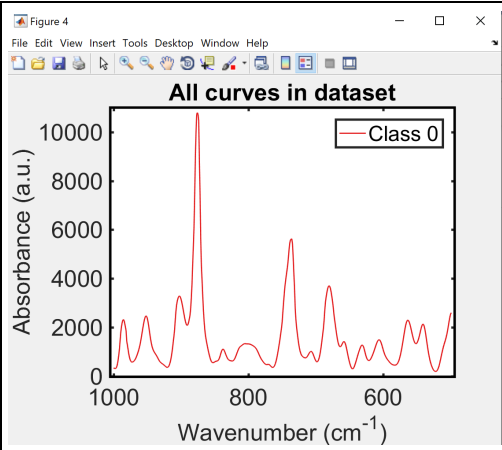 Figure 4
File Edit View Insert Tools Desktop Window Help
All curves in dataset
Class 0
Absorbance (a.u.)
10000
8000
6000
4000
2000
0
1000 800 600
Wavenumber (cm⁻¹)